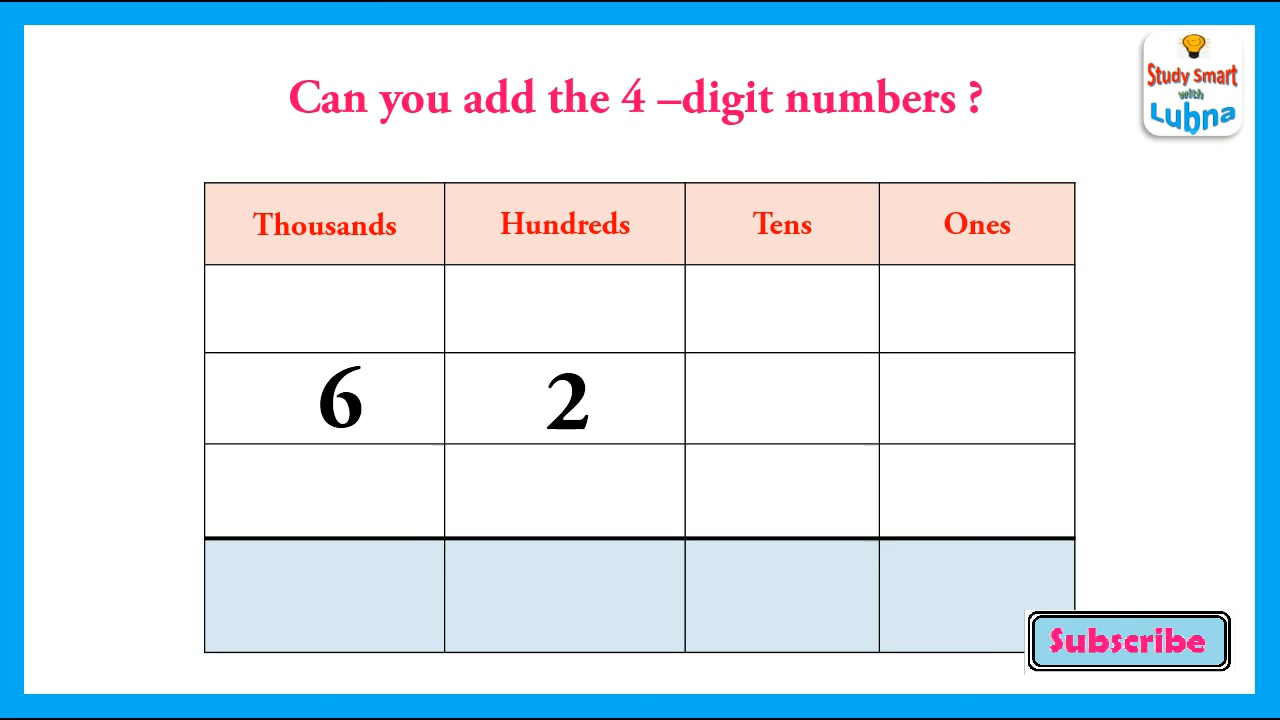 Can you add the 4 –digit numbers ?
Study Smart
with
Lubna
Thousands Hundreds Tens Ones
6 2
Subscribe